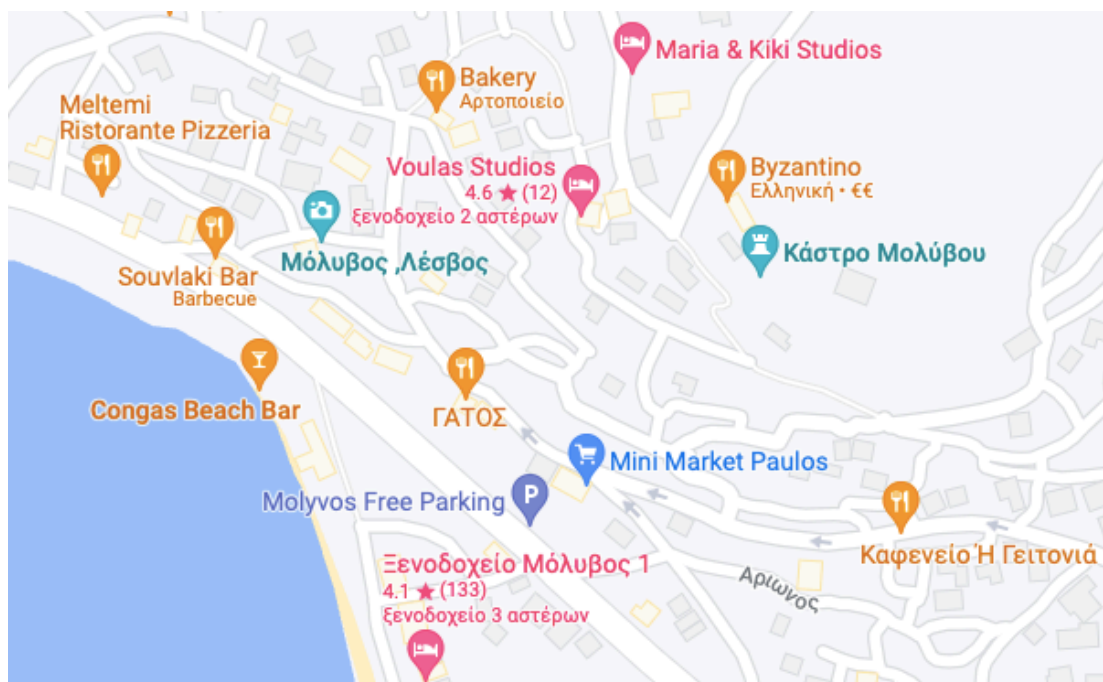 Maria & Kiki Studios
Bakery
Αρτοποιείο
Meltemi
Ristorante Pizzeria
Voulas Studios
4.6 ★ (12)
ξενοδοχείο 2 αστέρων
Byzantino
Ελληνική • €€
Μόλυβος ,Λέσβος
Κάστρο Μολύβου
Souvlaki Bar
Barbecue
Congas Beach Bar
ΓΑΤΟΣ
Mini Market Paulos
Molyvos Free Parking
P
Καφενείο Ή Γειτονιά
Ξενοδοχείο Μόλυβος 1
4.1 ★ (133)
ξενοδοχείο 3 αστέρων
Αρίωνος